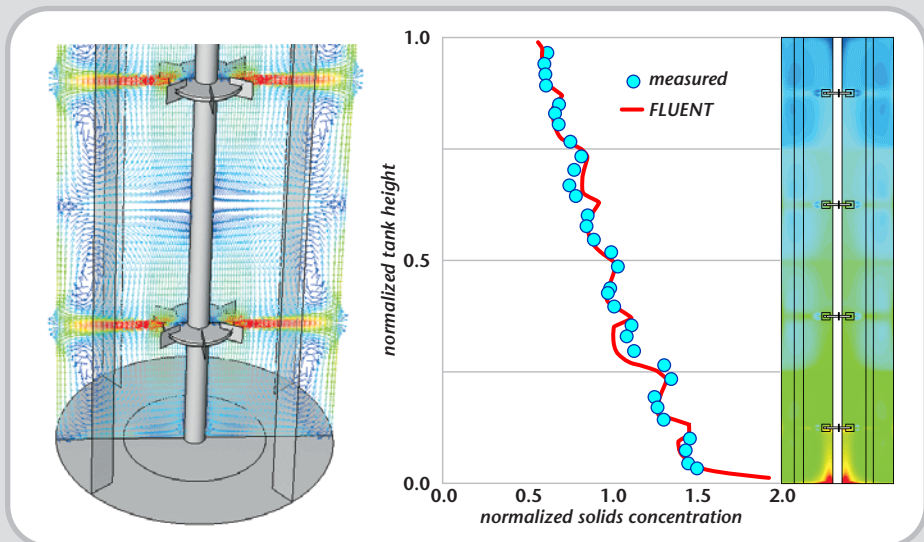 1.0
measured
FLUENT
normalized tank height
0.5
0.0
0.0 0.5 1.0 1.5 2.0
normalized solids concentration